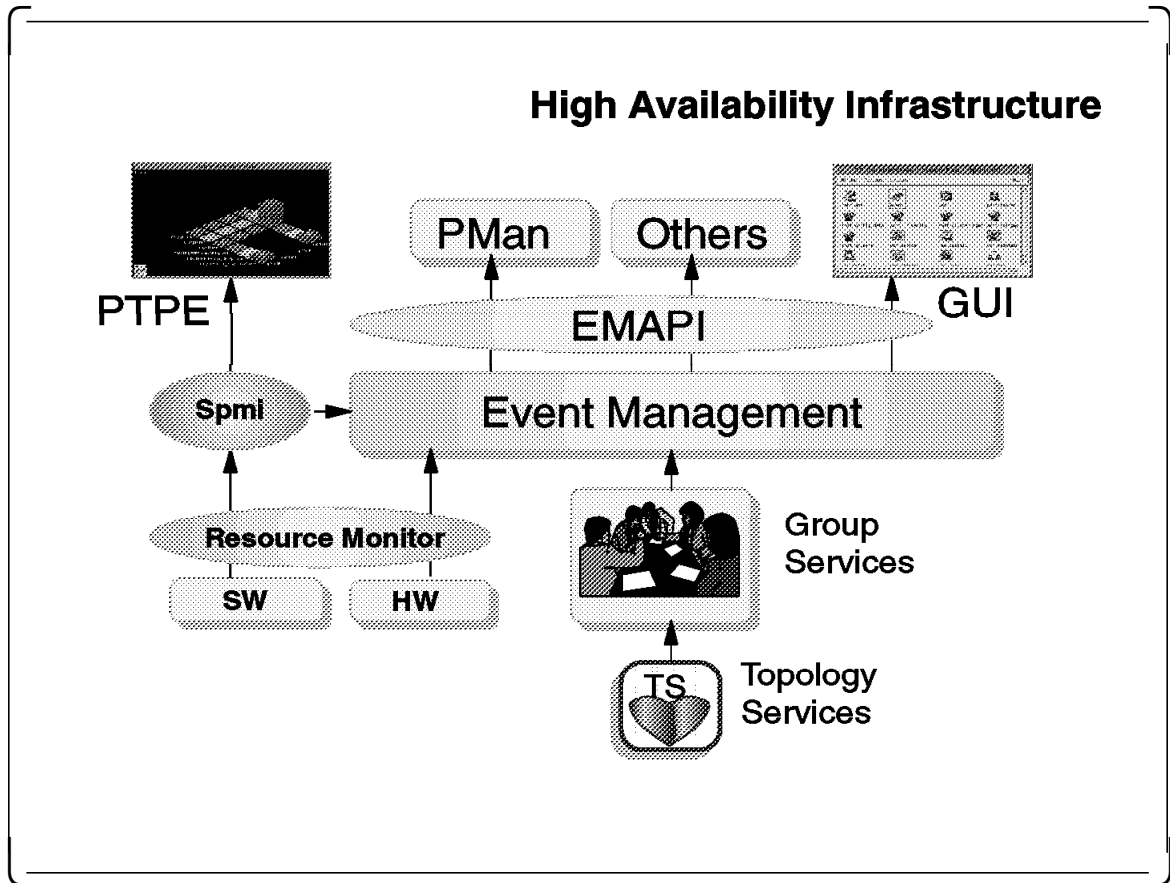 High Availability Infrastructure
PMan
Others
PTPE
GUI
EMAPI
Spmi
Event Management
Resource Monitor
SW
HW
Group
Services
TS
Topology
Services